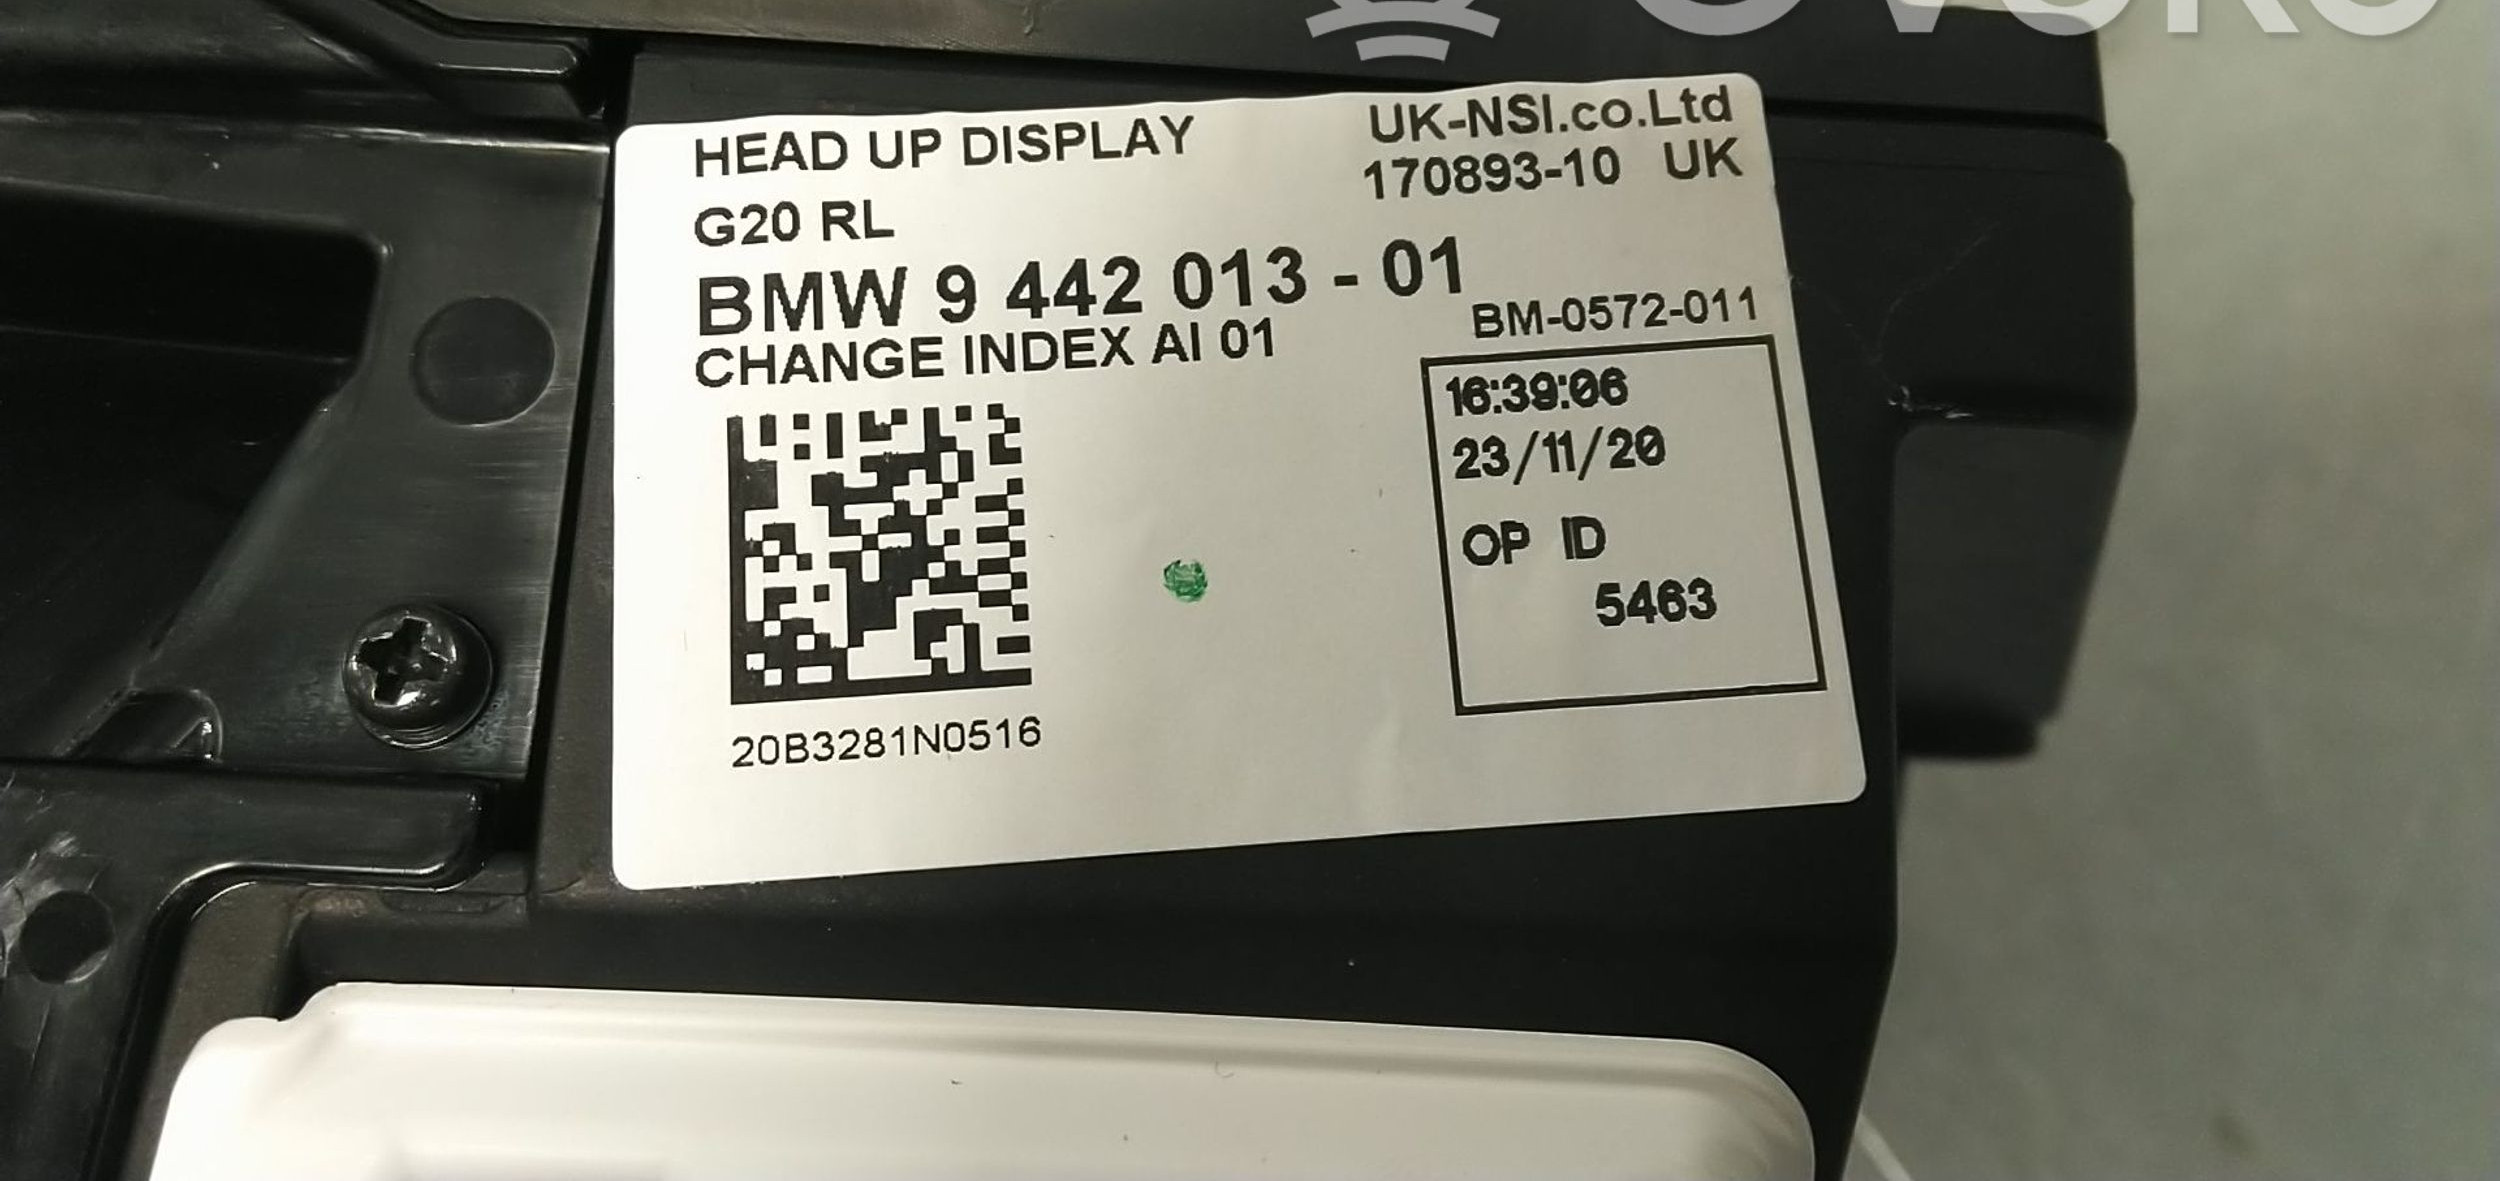 HEAD UP DISPLAY
UK-NSI.co.Ltd
170893-10 UK
G20 RL
BMW 9 442 013 - 01
BM-0572-011
CHANGE INDEX AI 01
16:39:06
23/11/20
OP ID
5463
20B3281N0516